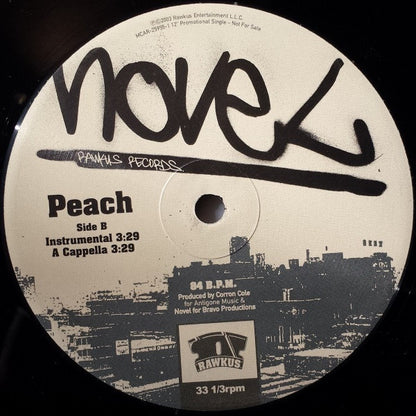 ℗©2003 Rawkus Entertainment L.L.C.
MCAR-25958-1 12" Promotional Single - Not For Sale
Novel
RAWKUS RECORDS
Peach
Side B
Instrumental 3:29
A Cappella 3:29
84 B.P.M.
Produced by Corron Cole
for Antigone Music &
Novel for Bravo Productions
RAWKUS
33 1/3rpm